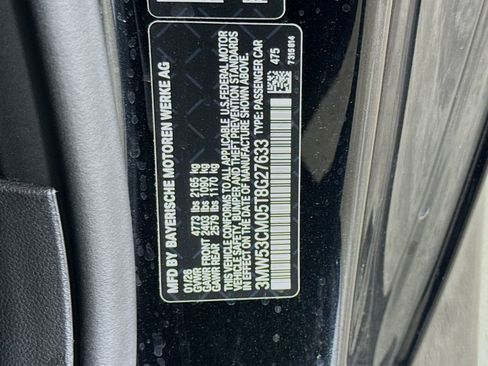 MFD BY BAYERISCHE MOTOREN WERKE AG
01/26
GVWR 4773 lbs 2165 kg
GAWR FRONT 2403 lbs 1090 kg
GAWR REAR 2579 lbs 1170 kg
THIS VEHICLE CONFORMS TO ALL APPLICABLE U.S.FEDERAL MOTOR
VEHICLE SAFETY, BUMPER AND THEFT PREVENTION STANDARDS
IN EFFECT ON THE DATE OF MANUFACTURE SHOWN ABOVE.
3MW53CM05T8G27633 TYPE: PASSENGER CAR
475
7315814